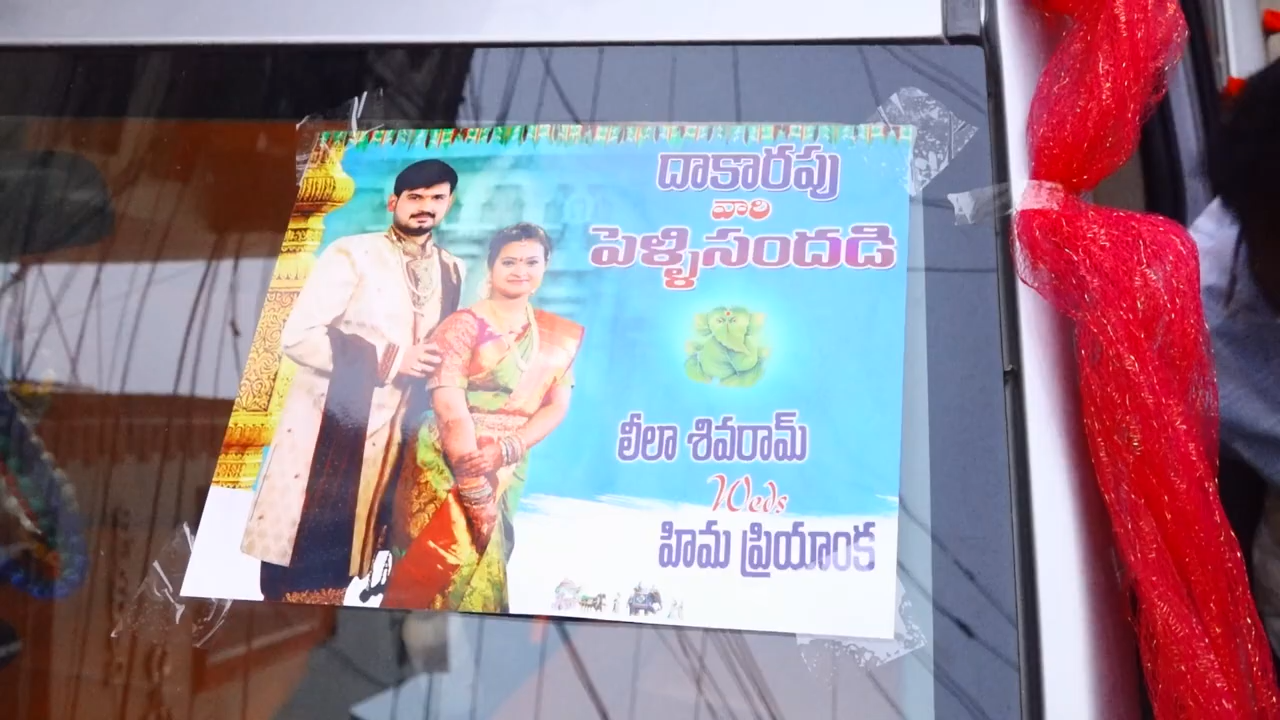 దాకారపు
వారి
పెళ్ళిసందడి
లీలా శివరామ్
Weds
హిమ ప్రియాంక